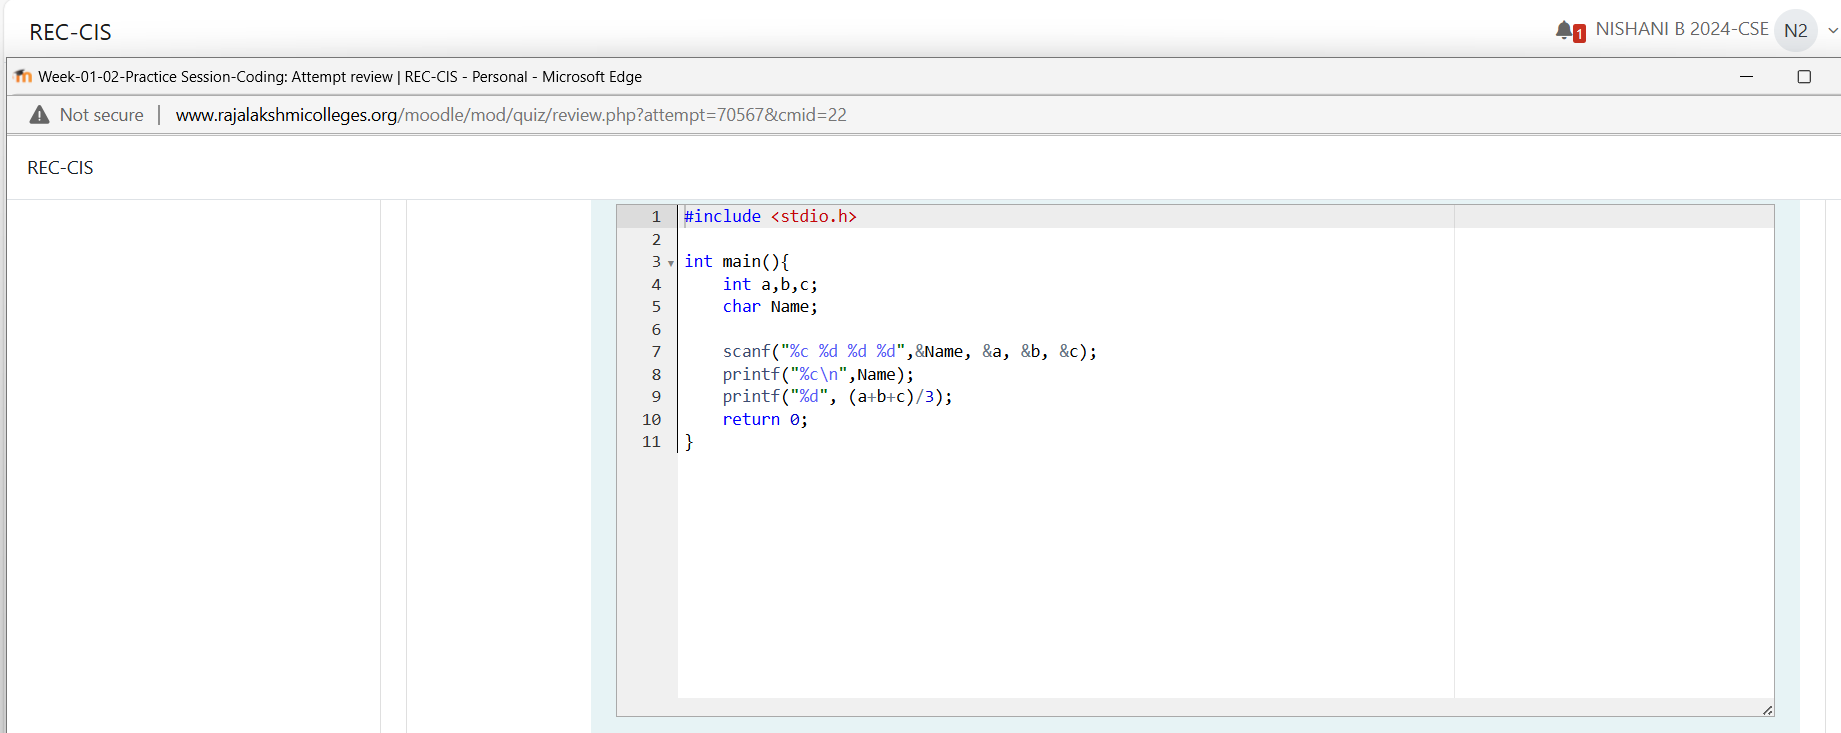 REC-CIS
1 NISHANI B 2024-CSE N2
Week-01-02-Practice Session-Coding: Attempt review | REC-CIS - Personal - Microsoft Edge
Not secure | www.rajalakshmicolleges.org/moodle/mod/quiz/review.php?attempt=70567&cmid=22
REC-CIS
1 #include <stdio.h>
2
3 int main(){
4     int a,b,c;
5     char Name;
6
7     scanf("%c %d %d %d",&Name, &a, &b, &c);
8     printf("%c\n",Name);
9     printf("%d", (a+b+c)/3);
10     return 0;
11 }